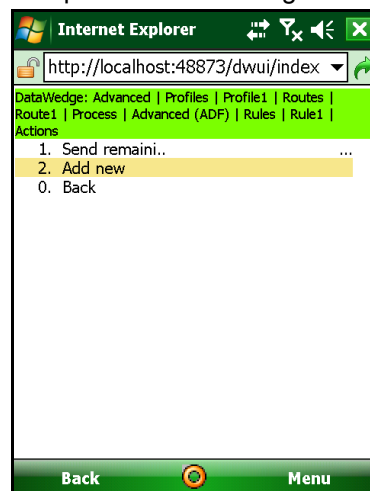 Internet Explorer
http://localhost:48873/dwui/index
DataWedge: Advanced | Profiles | Profile1 | Routes |
Route1 | Process | Advanced (ADF) | Rules | Rule1 |
Actions
1. Send remaini.. ...
2. Add new
0. Back
Back Menu